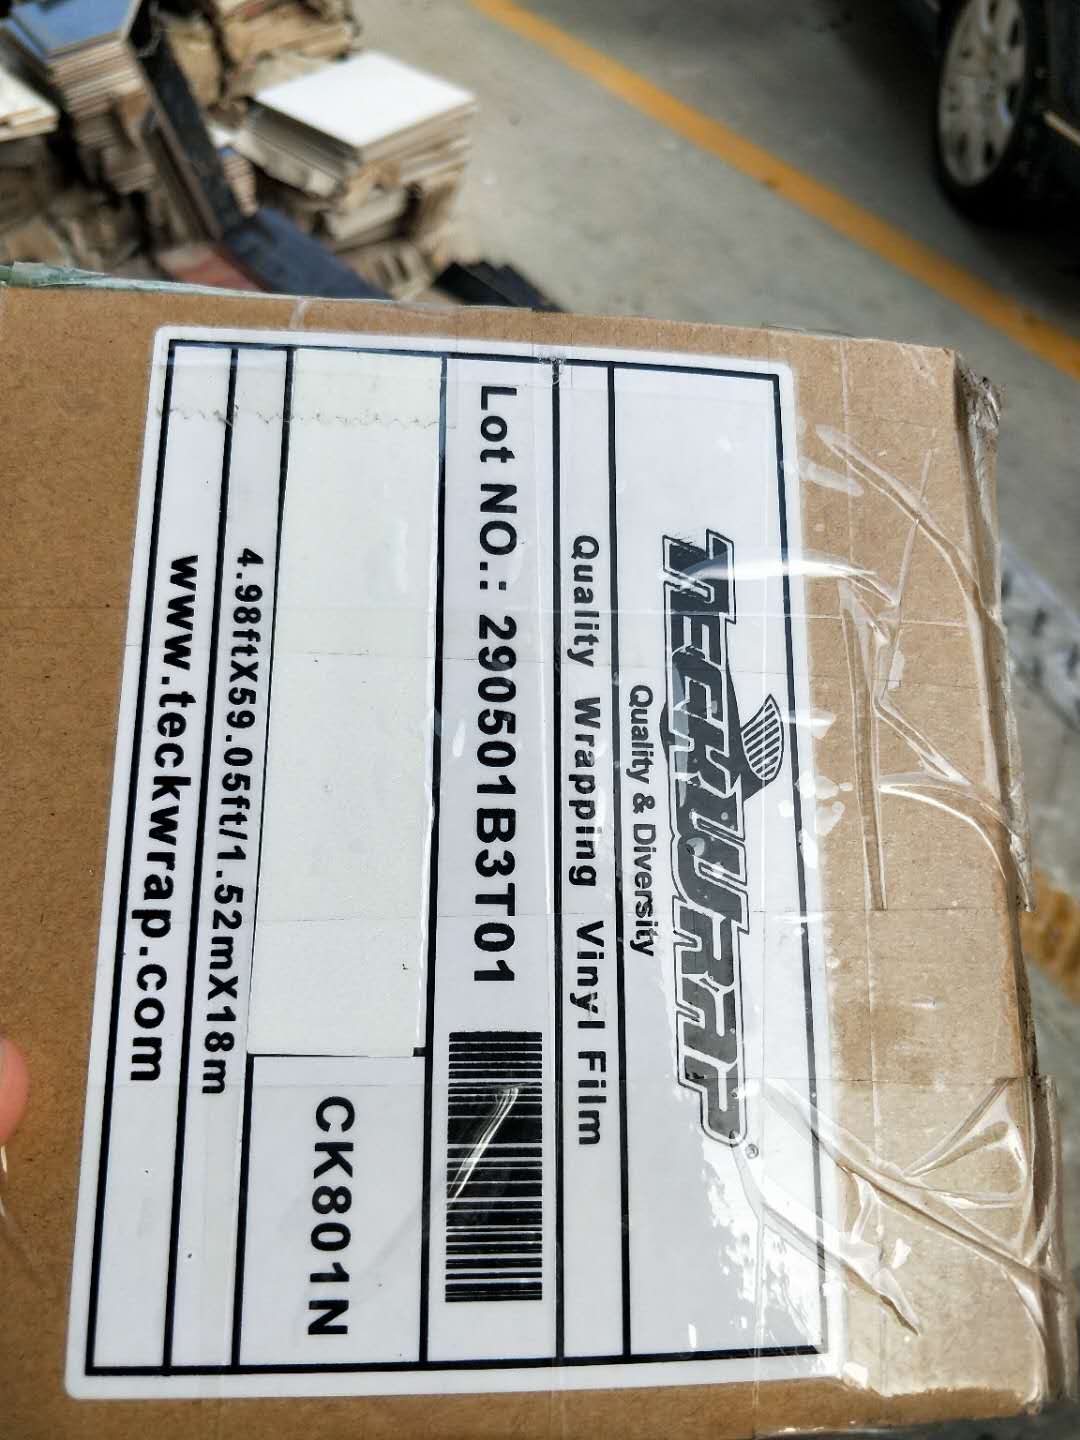 TECKWRAP®
Quality & Diversity
Quality Wrapping Vinyl Film
Lot NO.: 290501B3T01
CK801N
4.98ftX59.05ft/1.52mX18m
www.teckwrap.com